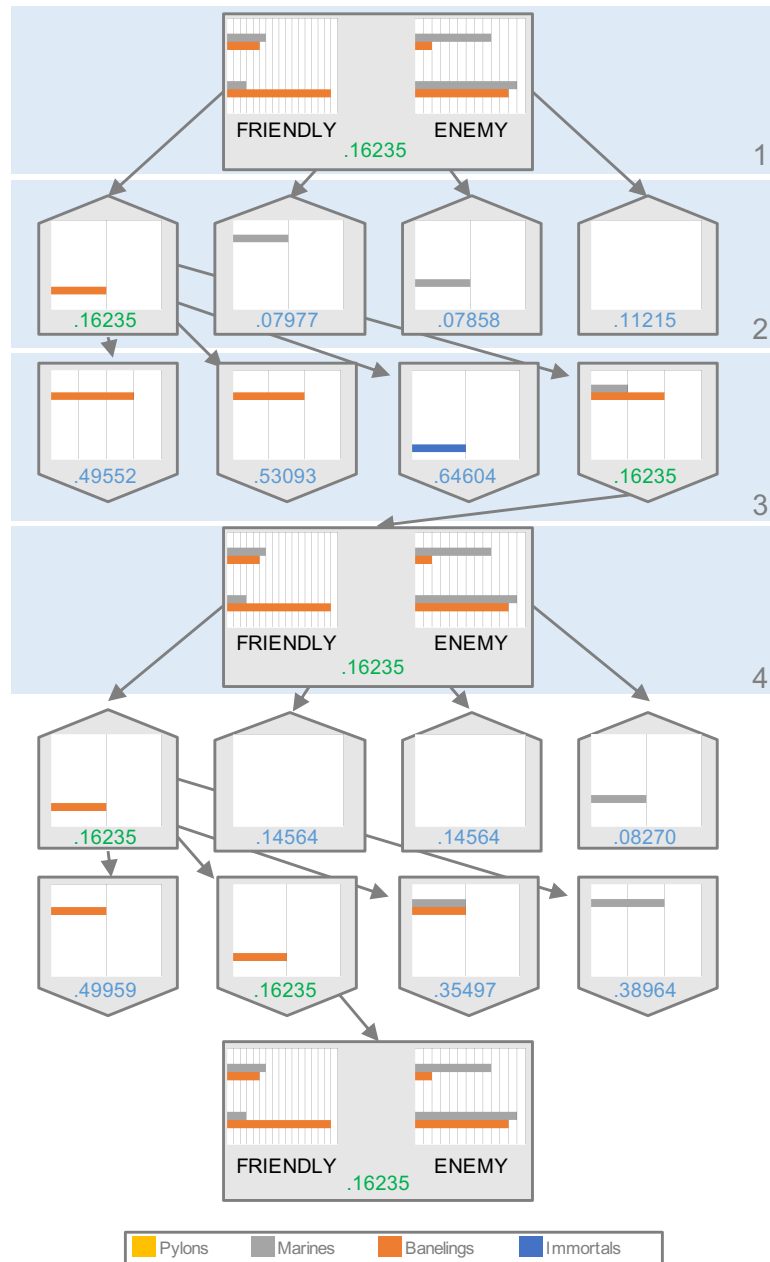 FRIENDLY ENEMY
.16235
1
.16235 .07977 .07858 .11215
2
.49552 .53093 .64604 .16235
3
FRIENDLY ENEMY
.16235
4
.16235 .14564 .14564 .08270
.49959 .16235 .35497 .38964
FRIENDLY ENEMY
.16235
Pylons Marines Banelings Immortals